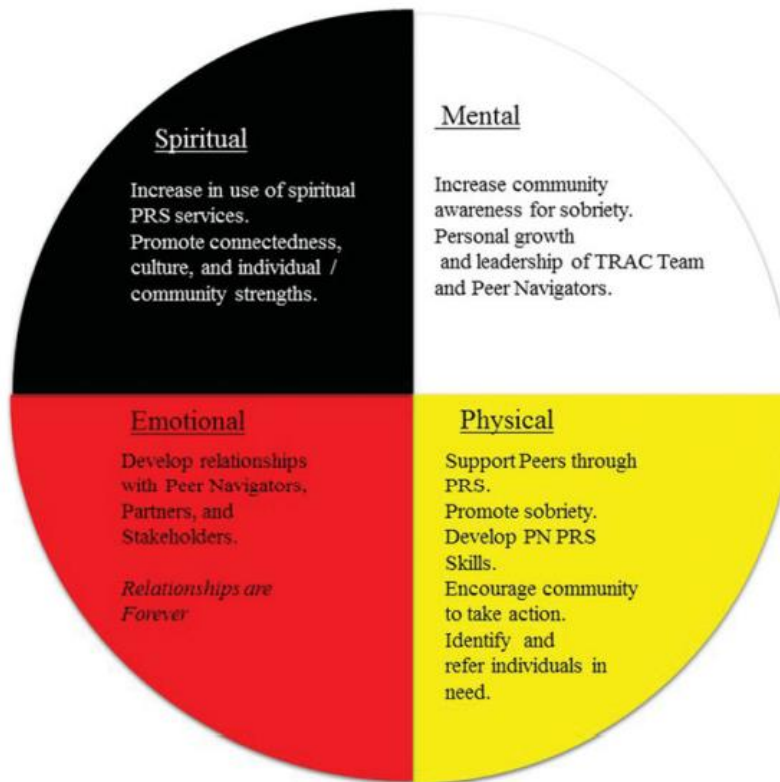 Spiritual
Increase in use of spiritual
PRS services.
Promote connectedness,
culture, and individual /
community strengths.
Mental
Increase community
awareness for sobriety.
Personal growth
and leadership of TRAC Team
and Peer Navigators.
Emotional
Develop relationships
with Peer Navigators,
Partners, and
Stakeholders.
Relationships are
Forever
Physical
Support Peers through
PRS.
Promote sobriety.
Develop PN PRS
Skills.
Encourage community
to take action.
Identify and
refer individuals in
need.